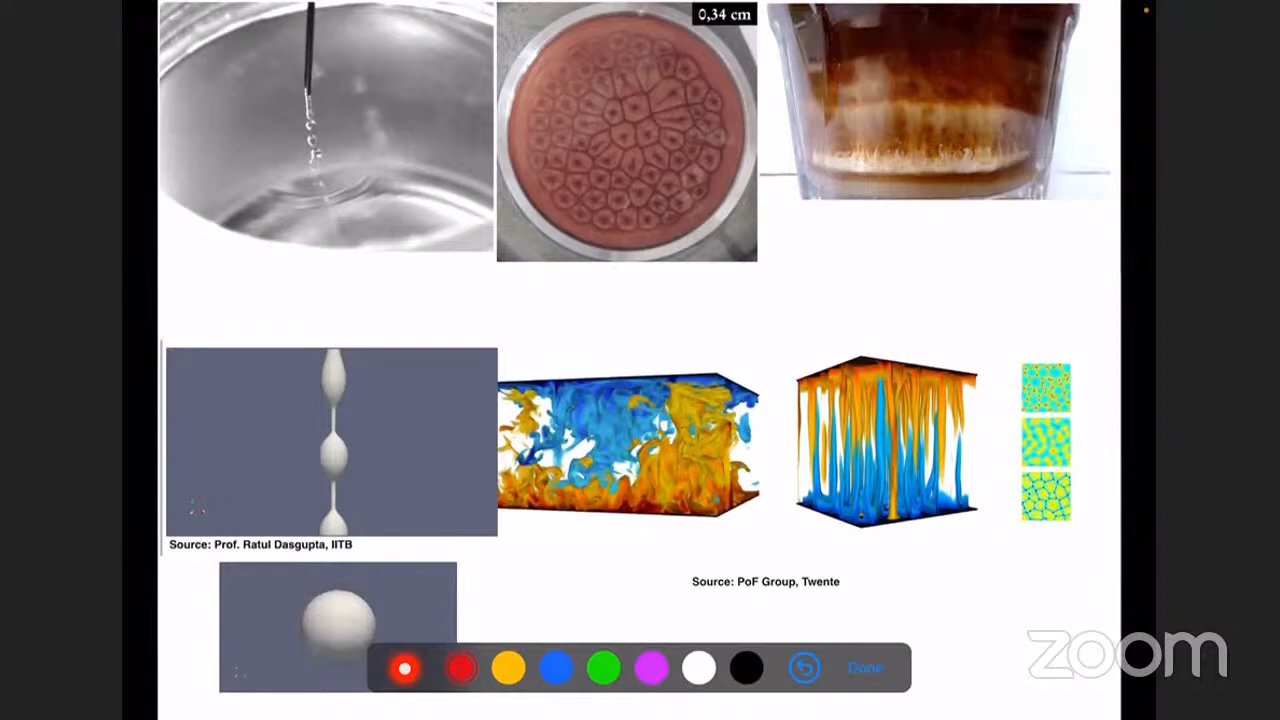 0,34 cm
Source: Prof. Ratul Dasgupta, IITB
Source: PoF Group, Twente
Done
zoom